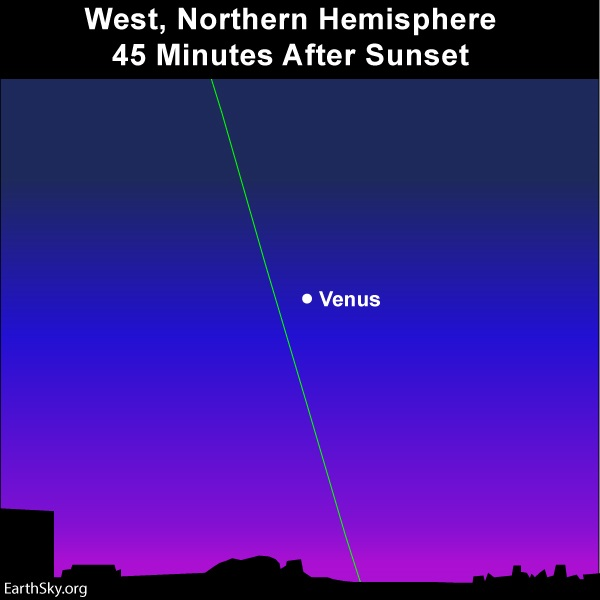 West, Northern Hemisphere
45 Minutes After Sunset
Venus
EarthSky.org